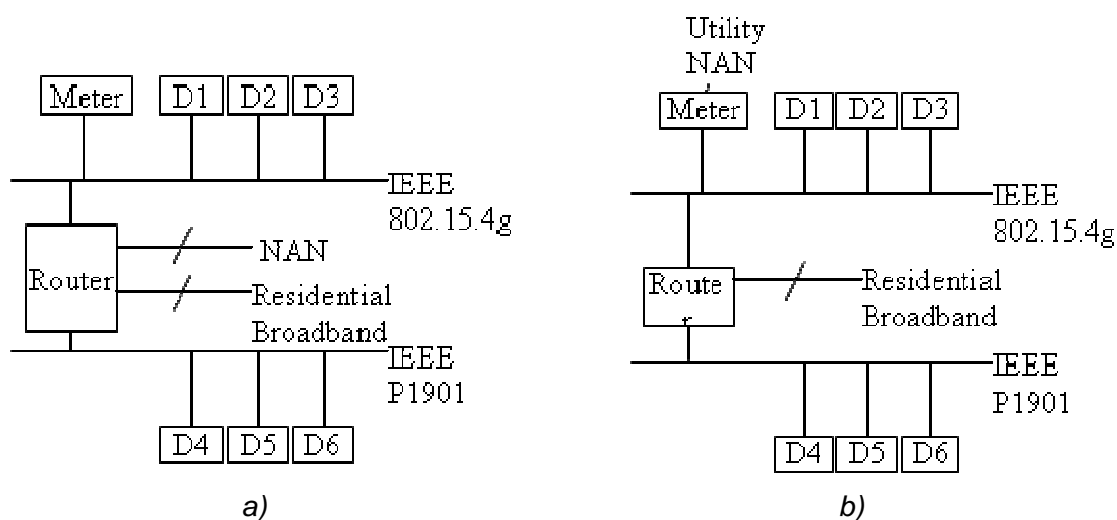 Meter
D1
D2
D3
IEEE
802.15.4g
Router
NAN
Residential
Broadband
IEEE
P1901
D4
D5
D6
a)
Utility
NAN
Meter
D1
D2
D3
IEEE
802.15.4g
Route
r
Residential
Broadband
IEEE
P1901
D4
D5
D6
b)